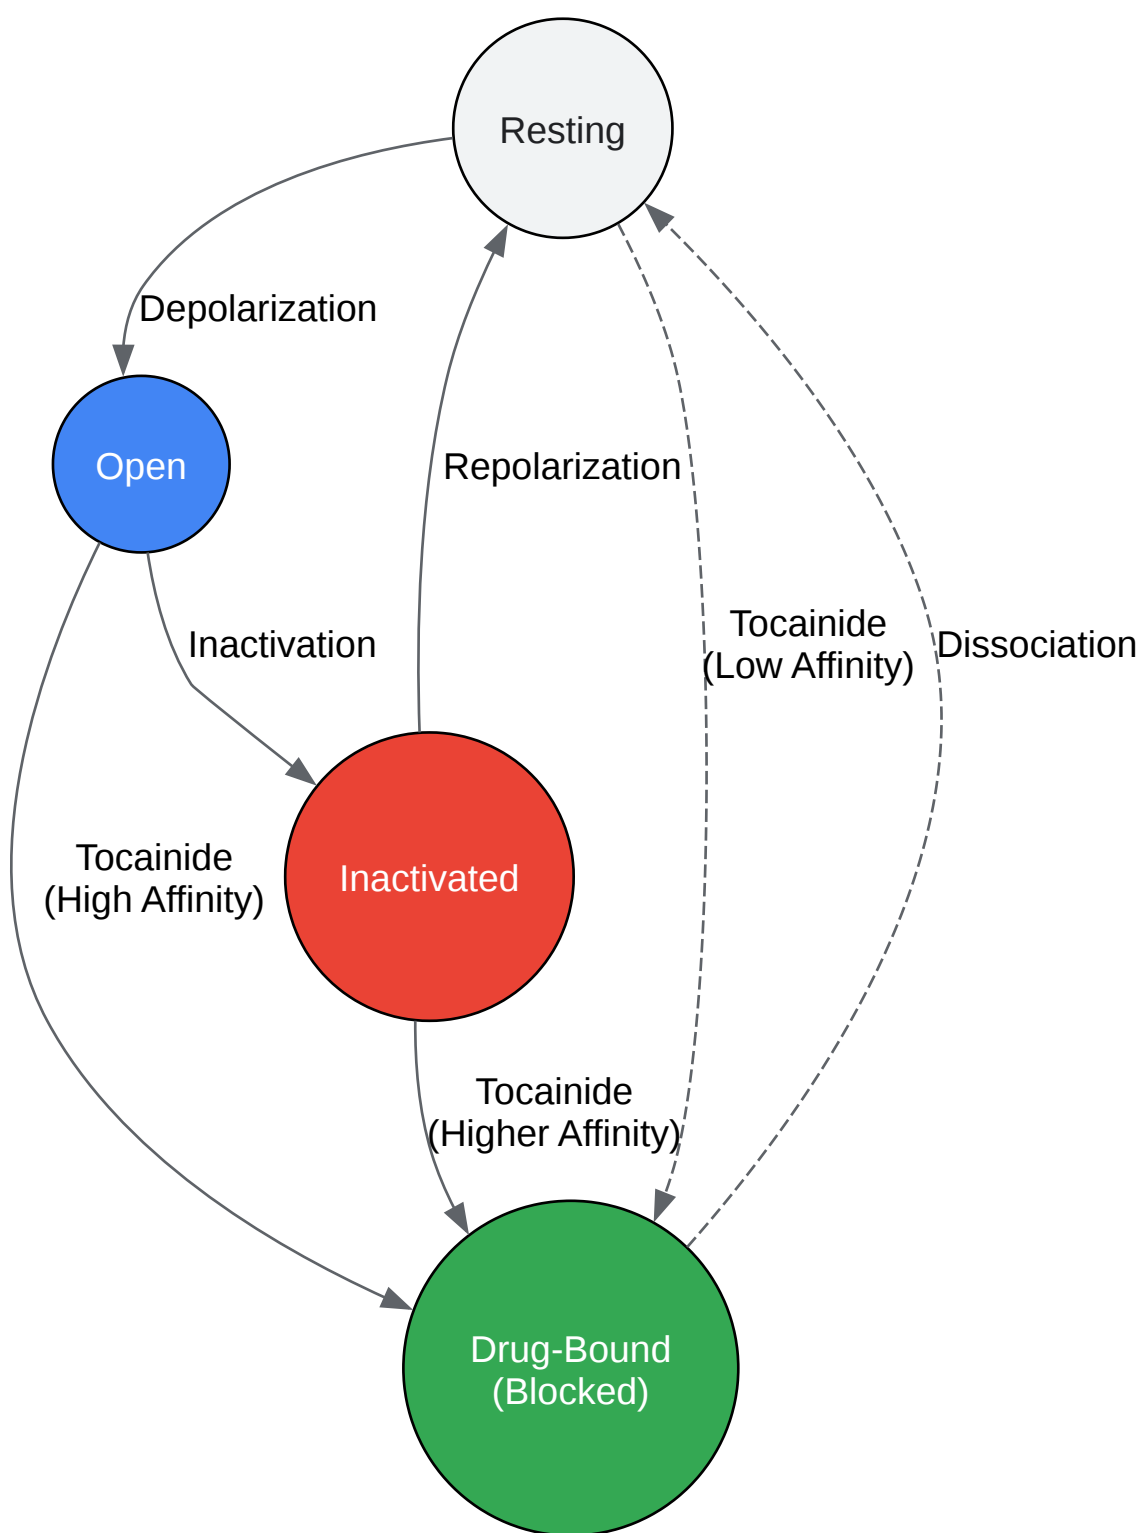 Resting
Depolarization
Open
Repolarization
Tocainide
(Low Affinity)
Dissociation
Inactivation
Tocainide
(High Affinity)
Inactivated
Tocainide
(Higher Affinity)
Drug-Bound
(Blocked)